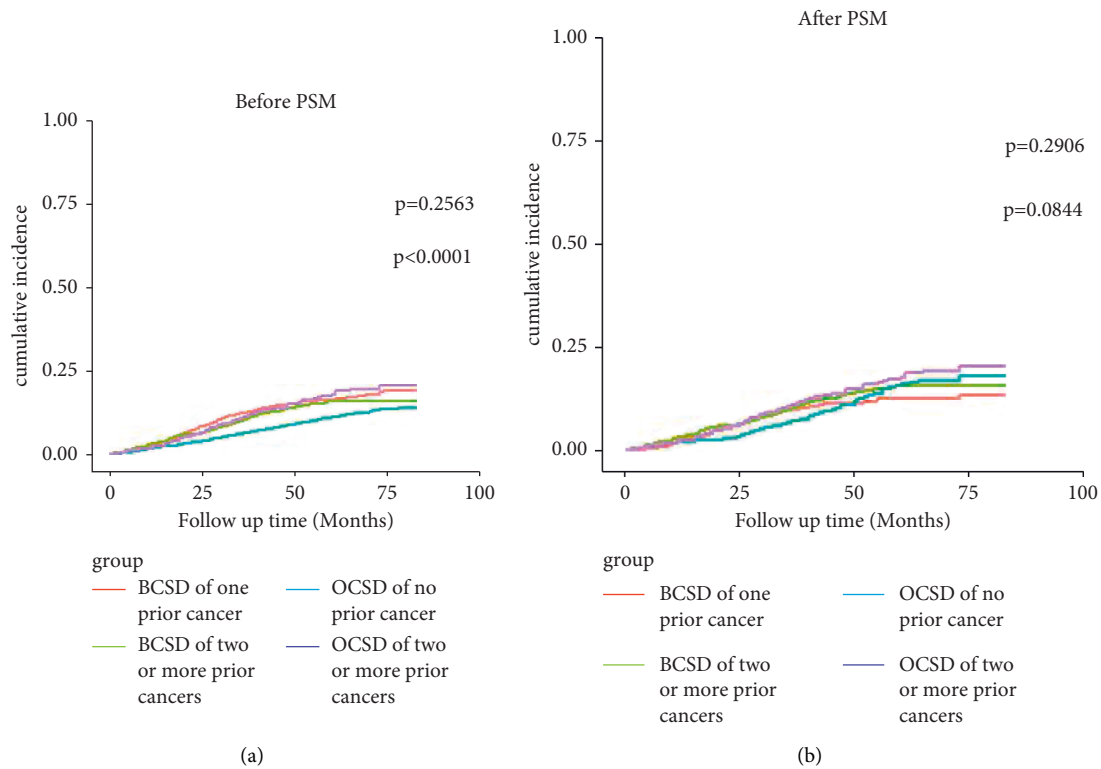 Before PSM
1.00
0.75
0.50
0.25
0.00
cumulative incidence
p=0.2563
p<0.0001
0
25
50
75
100
Follow up time (Months)
group
BCSD of one
prior cancer
BCSD of two
or more prior
cancers
OCSD of no
prior cancer
OCSD of two
or more prior
cancers
(a)
After PSM
1.00
0.75
0.50
0.25
0.00
cumulative incidence
p=0.2906
p=0.0844
0
25
50
75
100
Follow up time (Months)
group
BCSD of one
prior cancer
BCSD of two
or more prior
cancers
OCSD of no
prior cancer
OCSD of two
or more prior
cancers
(b)